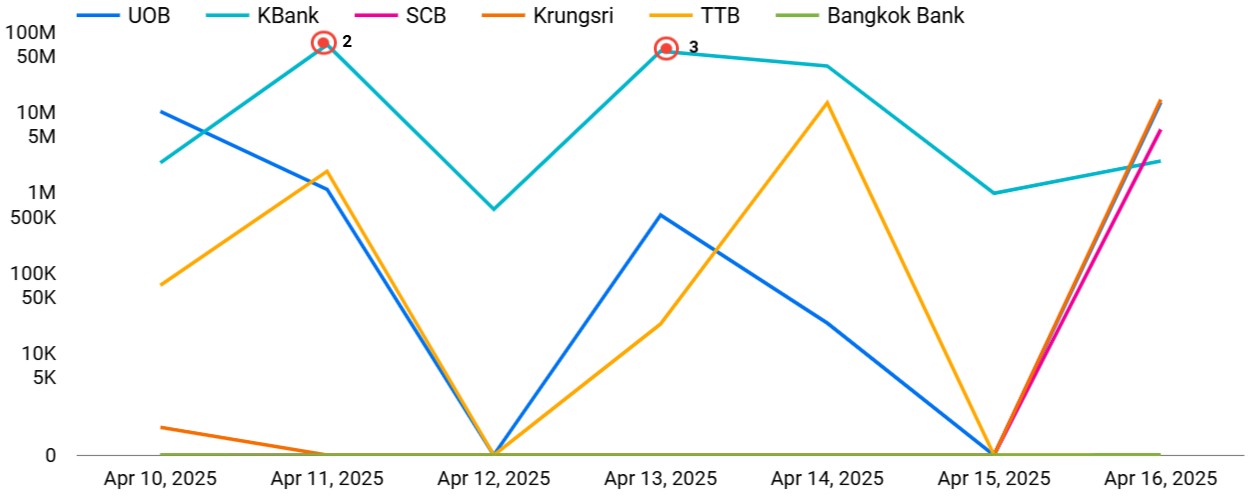 UOB KBank SCB Krungsri TTB Bangkok Bank
100M
50M
10M
5M
1M
500K
100K
50K
10K
5K
0
2
3
Apr 10, 2025 Apr 11, 2025 Apr 12, 2025 Apr 13, 2025 Apr 14, 2025 Apr 15, 2025 Apr 16, 2025